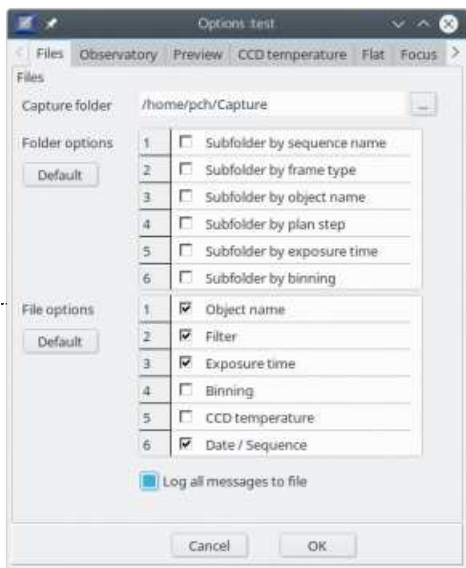 Options :test
Files Observatory Preview CCD temperature Flat Focus
Files
Capture folder /home/pch/Capture ...
Folder options
Default
1 Subfolder by sequence name
2 Subfolder by frame type
3 Subfolder by object name
4 Subfolder by plan step
5 Subfolder by exposure time
6 Subfolder by binning
File options
Default
1 Object name
2 Filter
3 Exposure time
4 Binning
5 CCD temperature
6 Date / Sequence
Log all messages to file
Cancel OK